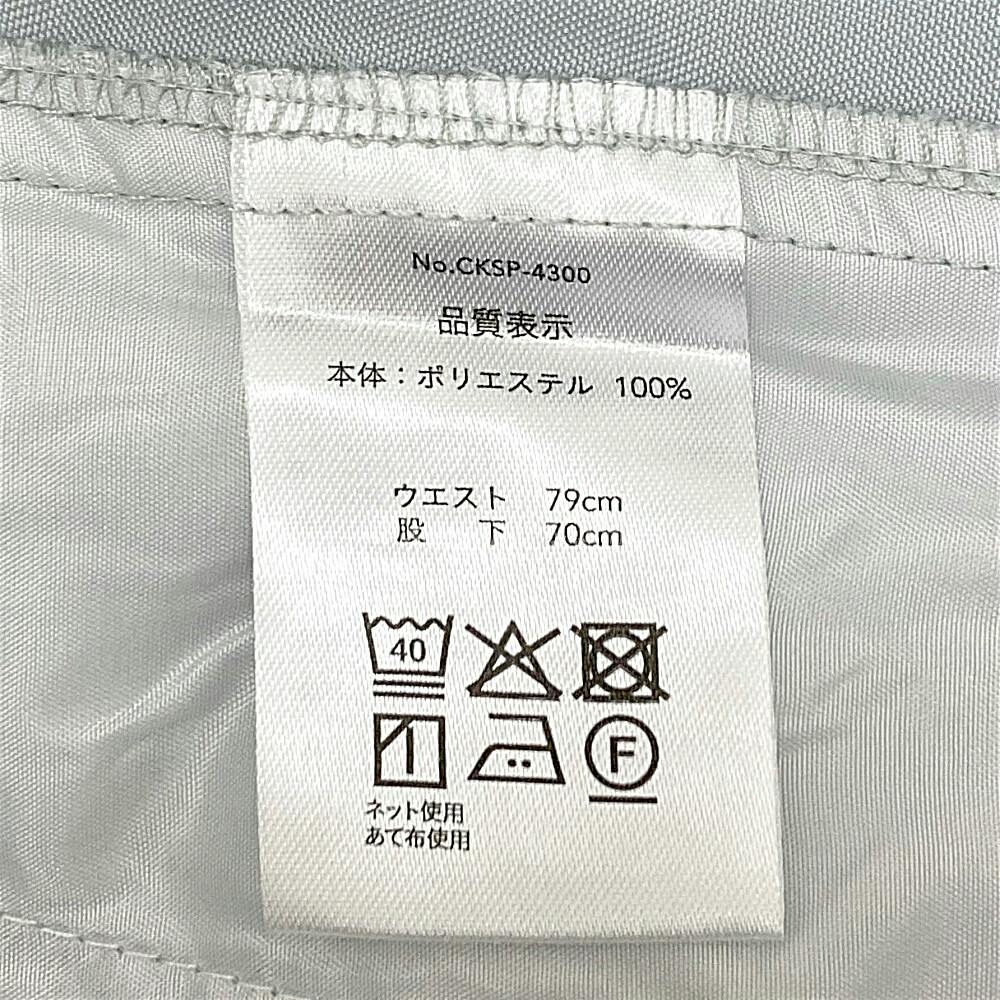 No.CKSP-4300
品質表示
本体：ポリエステル 100%
ウエスト 79cm
股 下 70cm
40
F
ネット使用
あて布使用